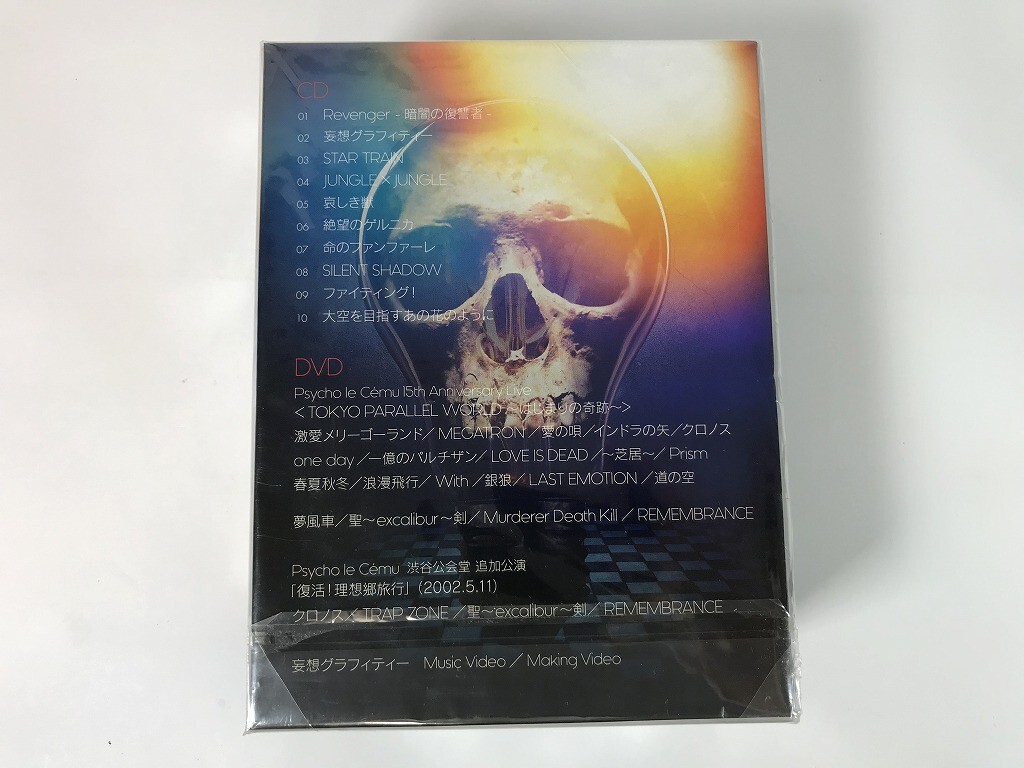 CD
01 Revenger - 暗闇の復讐者 -
02 妄想グラフィティー
03 STAR TRAIN
04 JUNGLE×JUNGLE
05 哀しき獣
06 絶望のゲルニカ
07 命のファンファーレ
08 SILENT SHADOW
09 ファイティング!
10 大空を目指すあの花のように
DVD
Psycho le Cému 15th Anniversary Live
< TOKYO PARALLEL WORLD ～はじまりの奇跡～>
激愛メリーゴーランド／MEGATRON／愛の唄／インドラの矢／クロノス
one day／一億のパルチザン／LOVE IS DEAD／～芝居～／Prism
春夏秋冬／浪漫飛行／With／銀狼／LAST EMOTION／道の空
夢風車／聖～excalibur～剣／Murderer Death Kill／REMEMBRANCE
Psycho le Cému 渋谷公会堂 追加公演
「復活!理想郷旅行」(2002.5.11)
クロノス／TRAP ZONE／聖～excalibur～剣／REMEMBRANCE
妄想グラフィティー Music Video／Making Video